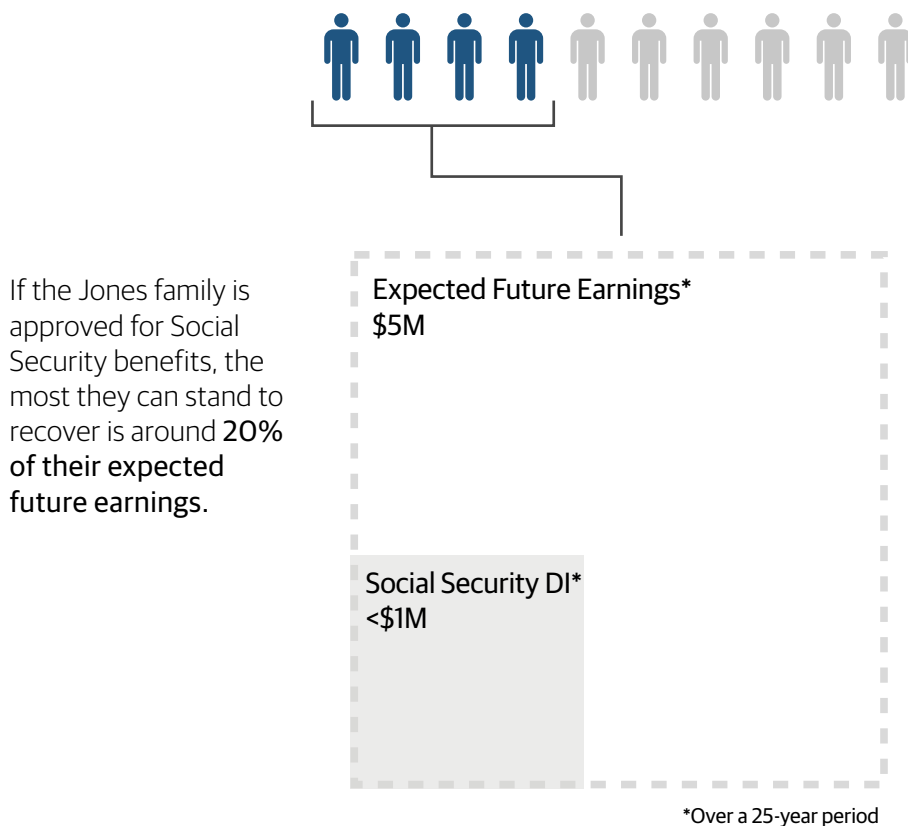 If the Jones family is
approved for Social
Security benefits, the
most they can stand to
recover is around 20%
of their expected
future earnings.
Expected Future Earnings*
$5M
Social Security DI*
<$1M
*Over a 25-year period